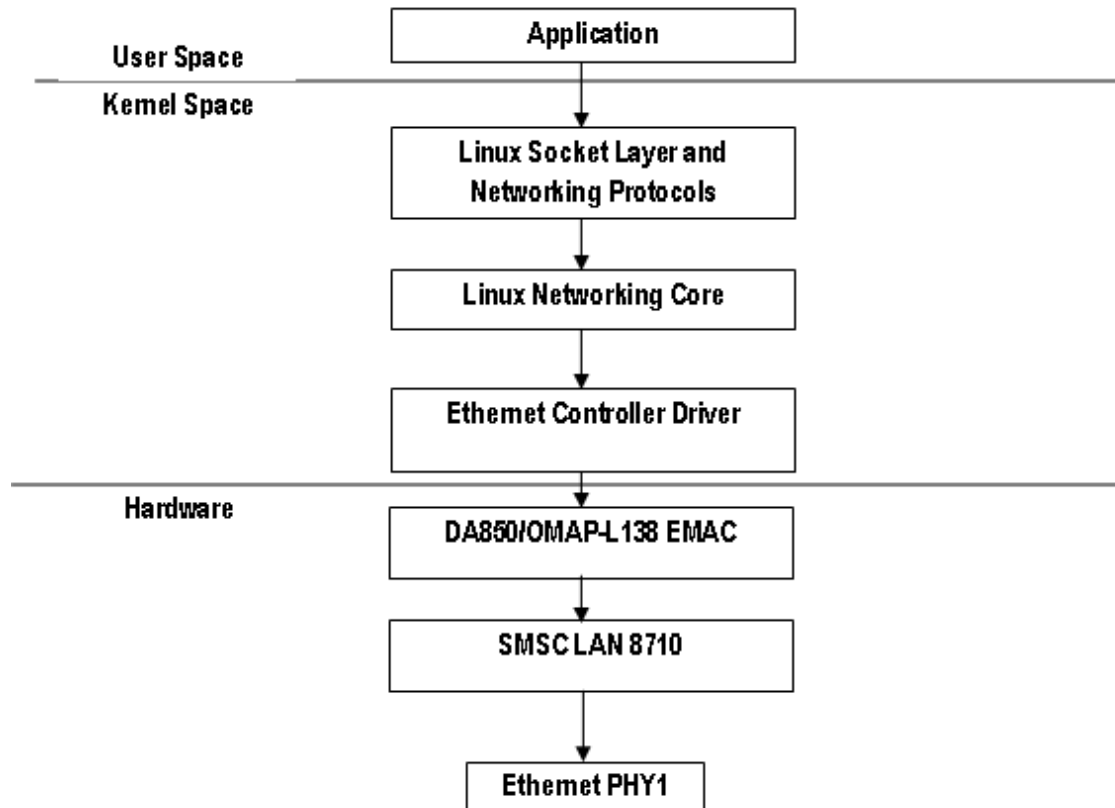 Application
User Space
Kernel Space
Linux Socket Layer and
Networking Protocols
Linux Networking Core
Ethernet Controller Driver
Hardware
DA850/OMAP-L138 EMAC
SMSC LAN 8710
Ethernet PHY1